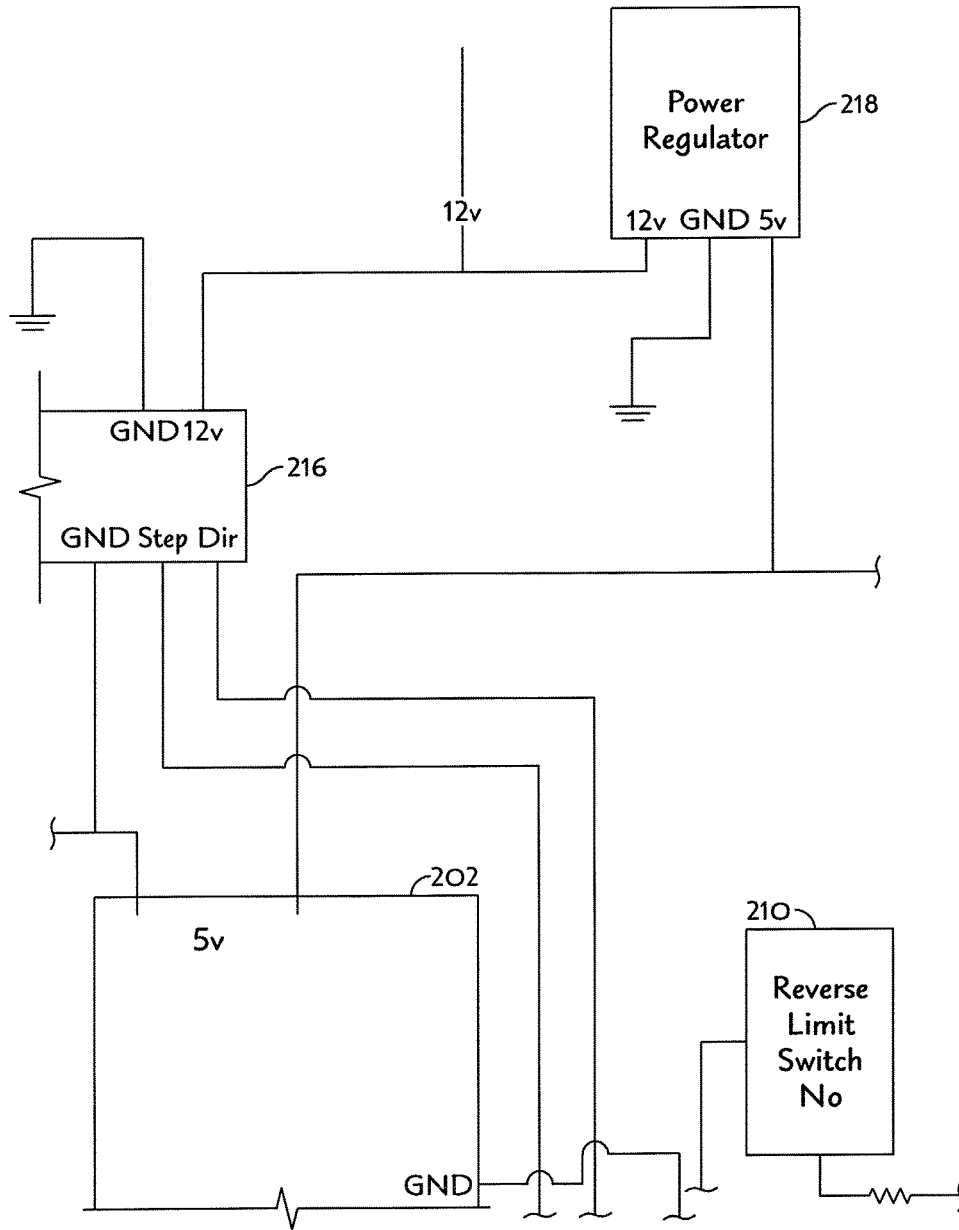 Power
Regulator
218
12v
12v GND 5v
GND 12v
216
GND Step Dir
202
5v
210
Reverse
Limit
Switch
No
GND